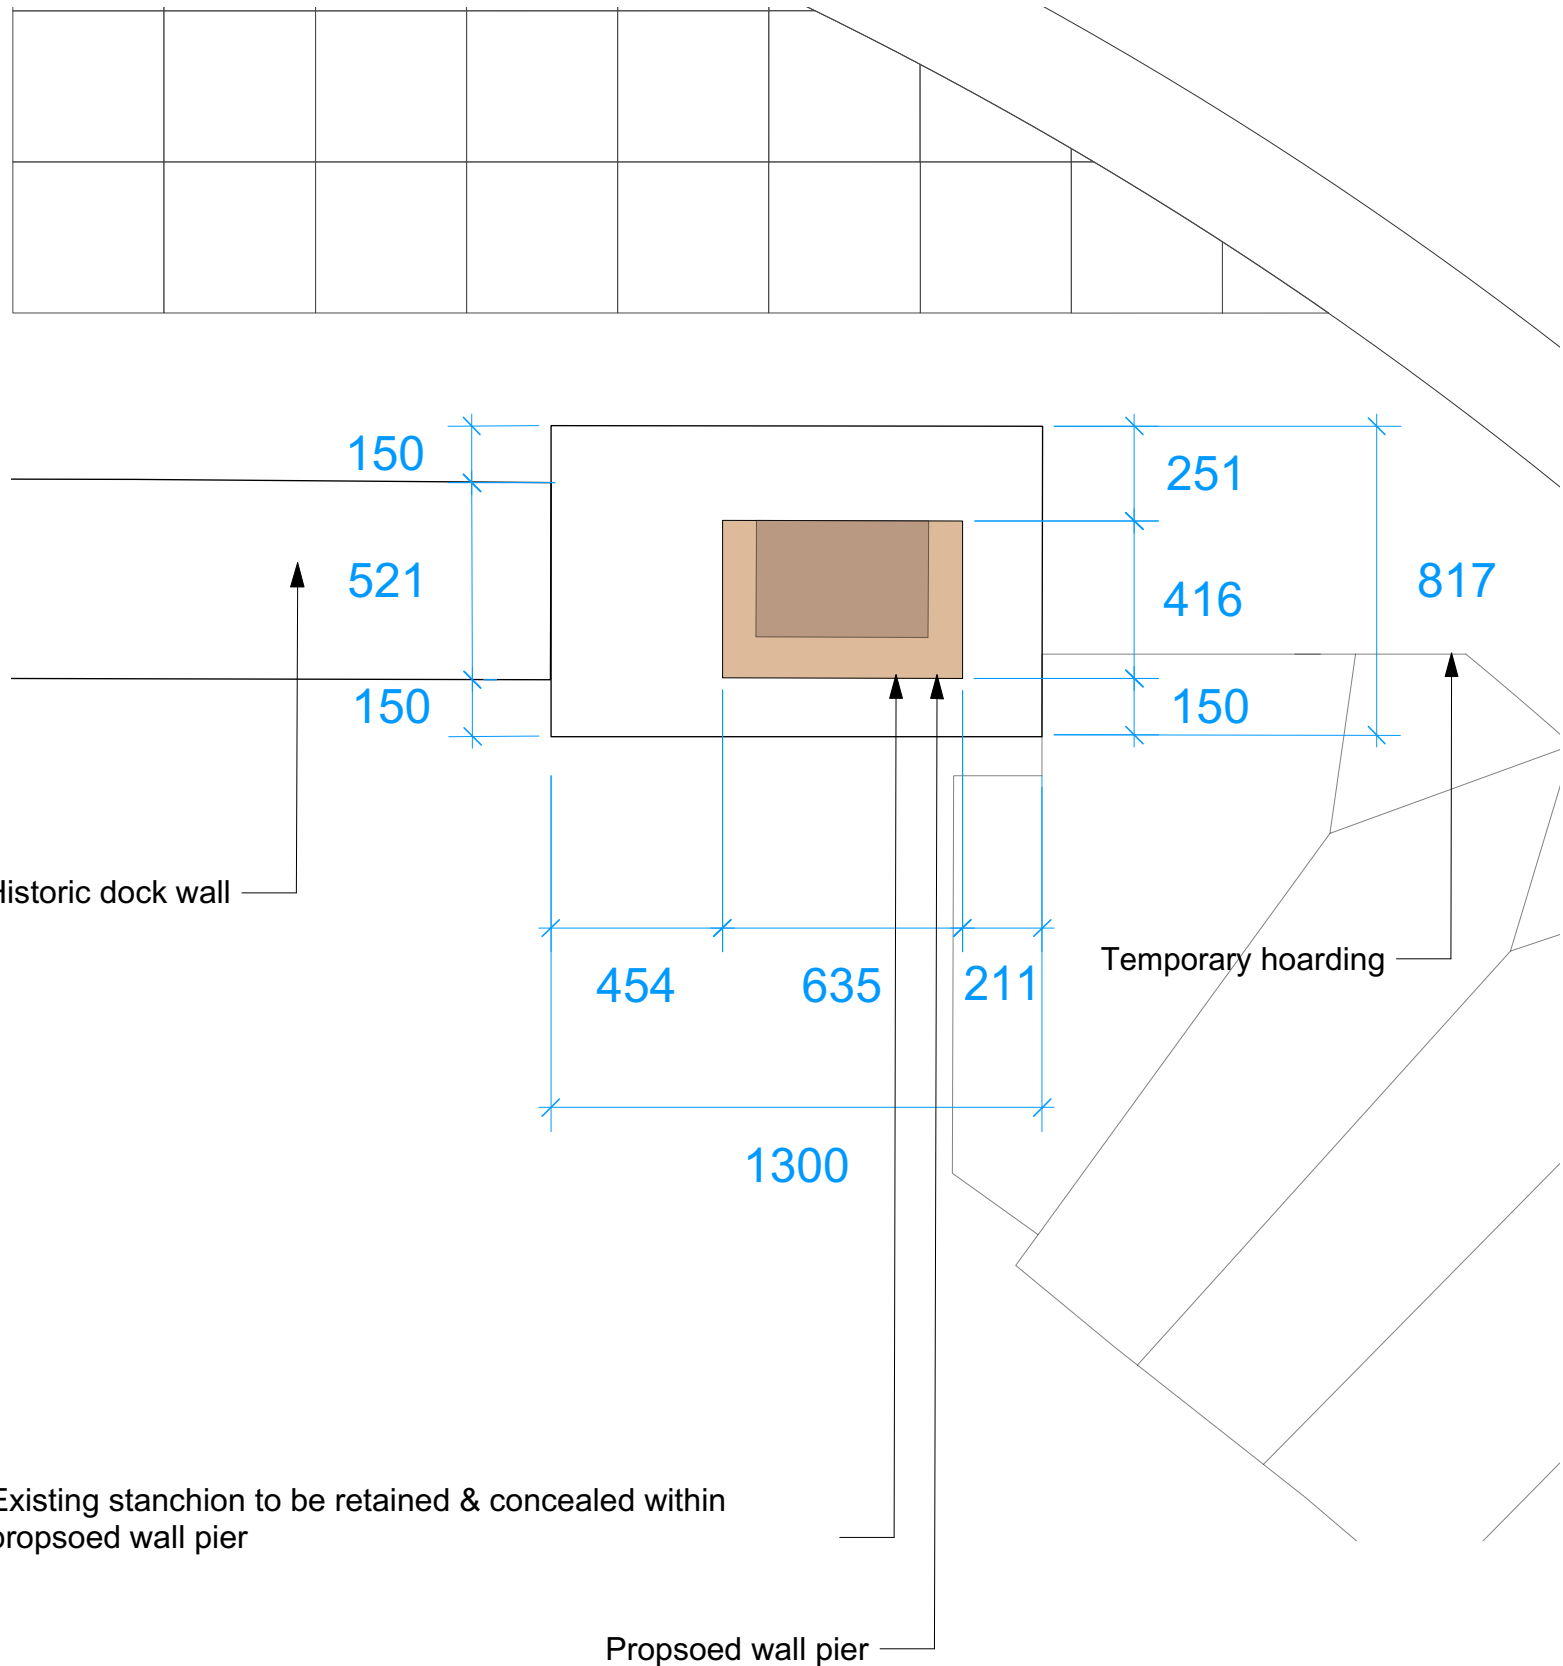 150
251
521
416
817
150
150
Historic dock wall
Temporary hoarding
454
635
211
1300
Existing stanchion to be retained & concealed within
propsoed wall pier
Propsoed wall pier